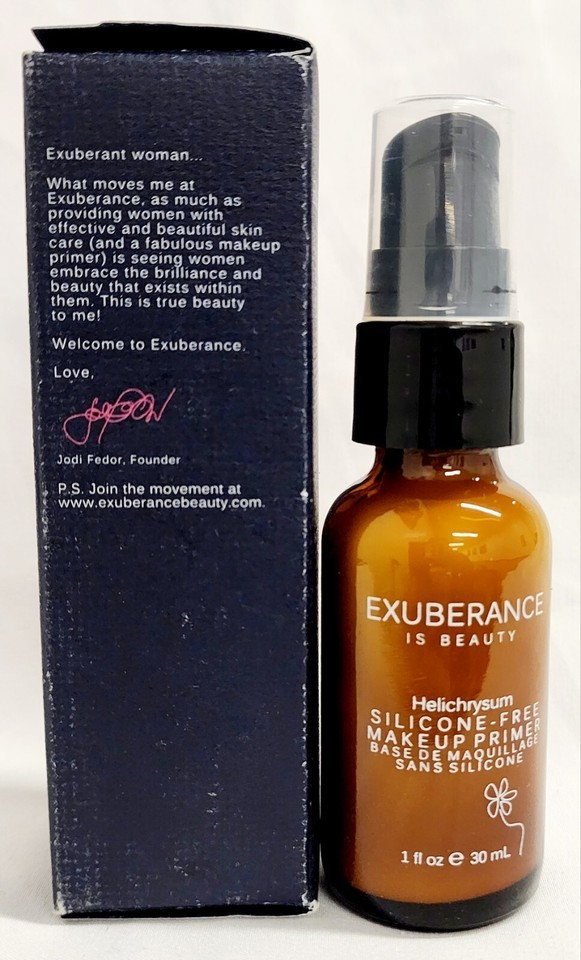 Exuberant woman...
What moves me at
Exuberance, as much as
providing women with
effective and beautiful skin
care (and a fabulous makeup
primer) is seeing women
embrace the brilliance and
beauty that exists within
them. This is true beauty
to me!
Welcome to Exuberance.
Love,
Jodi Fedor, Founder
P.S. Join the movement at
www.exuberancebeauty.com.
EXUBERANCE
IS BEAUTY
Helichrysum
SILICONE-FREE
MAKEUP PRIMER
BASE DE MAQUILLAGE
SANS SILICONE
1 fl oz ℮ 30 mL